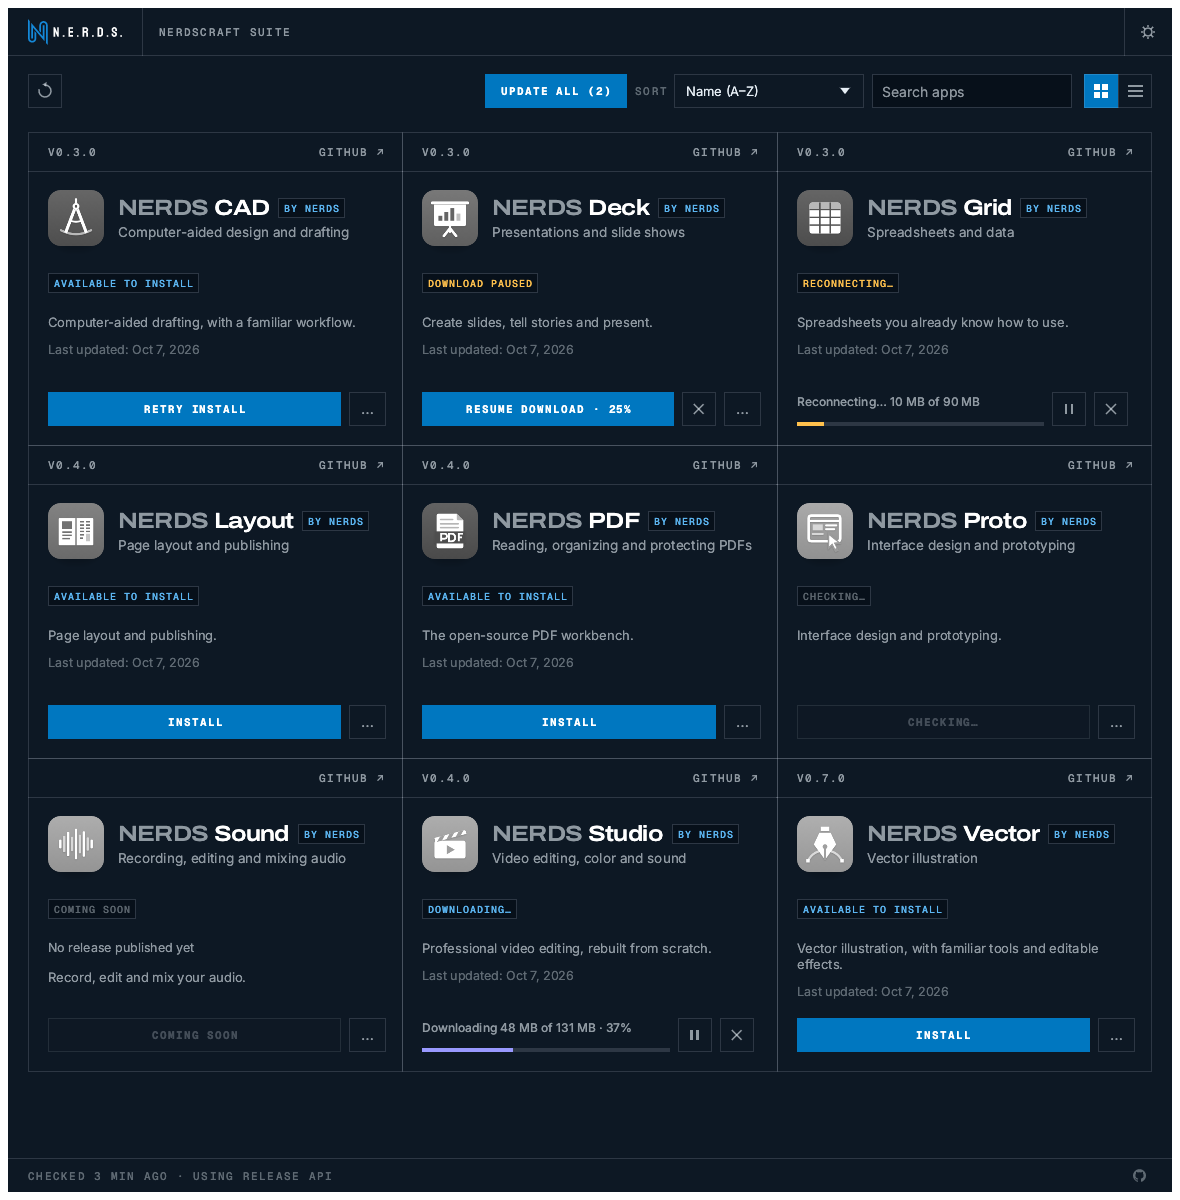 N.E.R.D.S.
NERDSCRAFT SUITE
UPDATE ALL (2)
SORT
Name (A–Z)
Search apps
V0.3.0
GITHUB ↗
NERDS CAD
BY NERDS
Computer-aided design and drafting
AVAILABLE TO INSTALL
Computer-aided drafting, with a familiar workflow.
Last updated: Oct 7, 2026
RETRY INSTALL
...
V0.3.0
GITHUB ↗
NERDS Deck
BY NERDS
Presentations and slide shows
DOWNLOAD PAUSED
Create slides, tell stories and present.
Last updated: Oct 7, 2026
RESUME DOWNLOAD · 25%
...
V0.3.0
GITHUB ↗
NERDS Grid
BY NERDS
Spreadsheets and data
RECONNECTING…
Spreadsheets you already know how to use.
Last updated: Oct 7, 2026
Reconnecting… 10 MB of 90 MB
V0.4.0
GITHUB ↗
NERDS Layout
BY NERDS
Page layout and publishing
AVAILABLE TO INSTALL
Page layout and publishing.
Last updated: Oct 7, 2026
INSTALL
...
V0.4.0
GITHUB ↗
PDF
NERDS PDF
BY NERDS
Reading, organizing and protecting PDFs
AVAILABLE TO INSTALL
The open-source PDF workbench.
Last updated: Oct 7, 2026
INSTALL
...
GITHUB ↗
NERDS Proto
BY NERDS
Interface design and prototyping
CHECKING…
Interface design and prototyping.
CHECKING…
...
GITHUB ↗
NERDS Sound
BY NERDS
Recording, editing and mixing audio
COMING SOON
No release published yet
Record, edit and mix your audio.
COMING SOON
...
V0.4.0
GITHUB ↗
NERDS Studio
BY NERDS
Video editing, color and sound
DOWNLOADING…
Professional video editing, rebuilt from scratch.
Last updated: Oct 7, 2026
Downloading 48 MB of 131 MB · 37%
V0.7.0
GITHUB ↗
NERDS Vector
BY NERDS
Vector illustration
AVAILABLE TO INSTALL
Vector illustration, with familiar tools and editable
effects.
Last updated: Oct 7, 2026
INSTALL
...
CHECKED 3 MIN AGO · USING RELEASE API